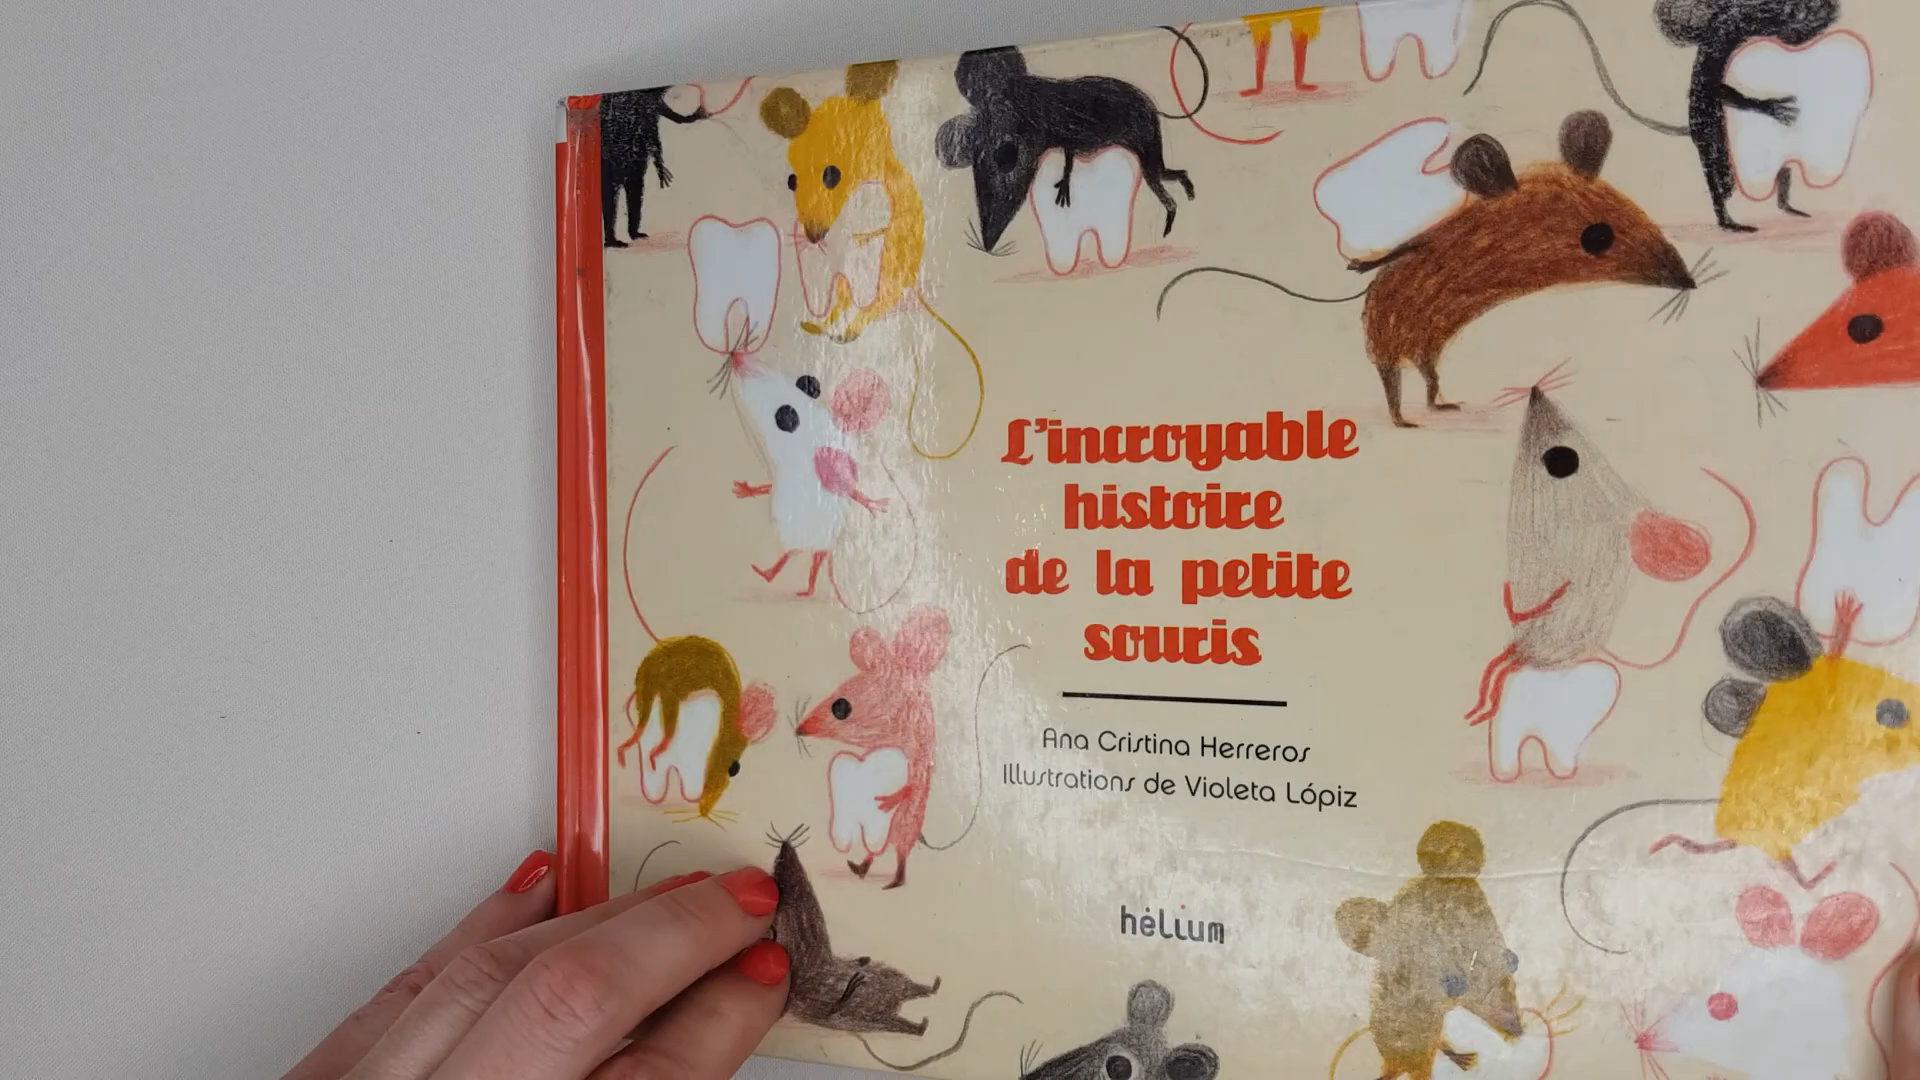 L'incroyable
histoire
de la petite
souris
Ana Cristina Herreros
Illustrations de Violeta Lópiz
hélium